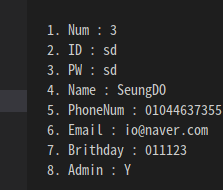 1. Num : 3
2. ID : sd
3. PW : sd
4. Name : SeungDO
5. PhoneNum : 01044637355
6. Email : io@naver.com
7. Brithday : 011123
8. Admin : Y